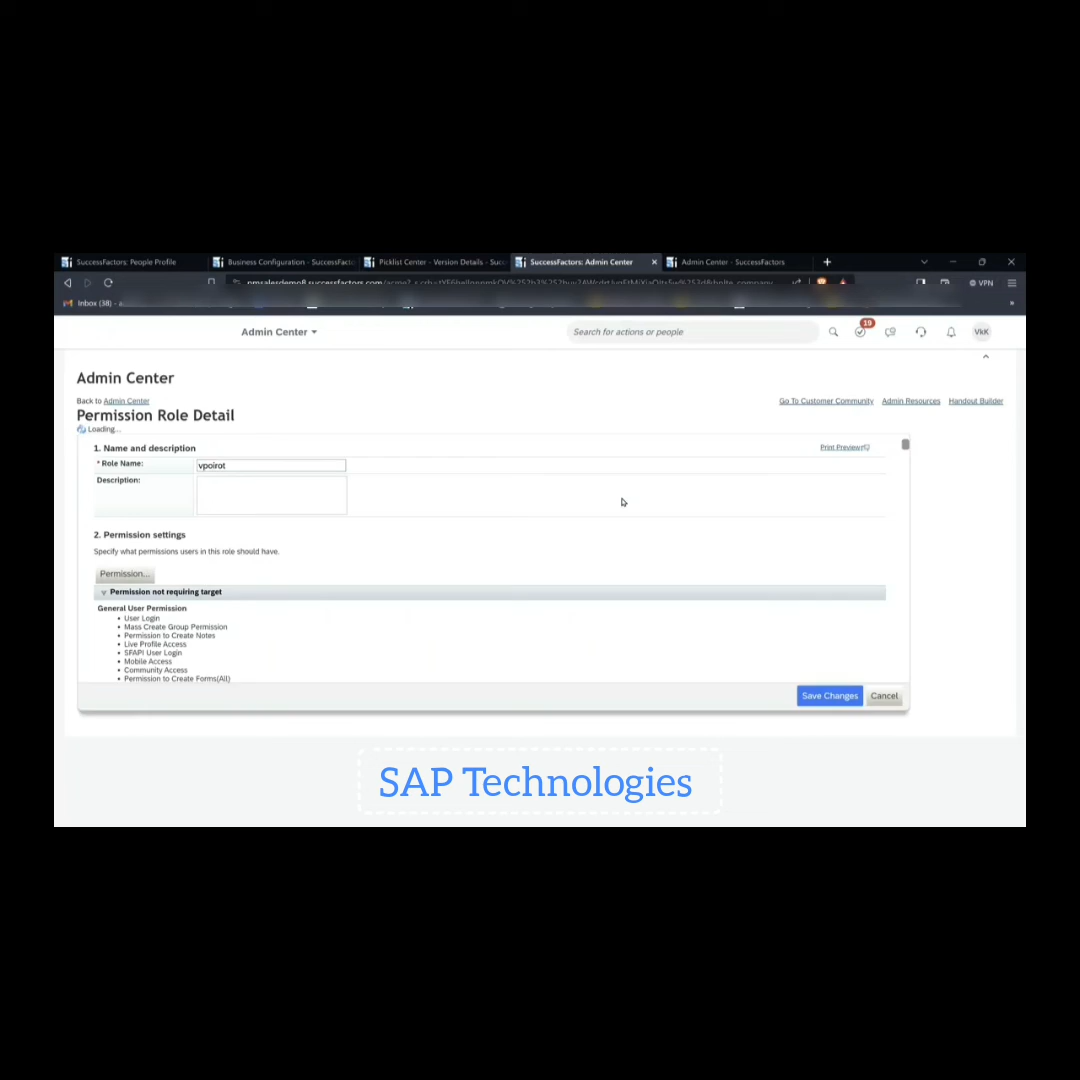 SuccessFactors: People Profile
Business Configuration - SuccessFacto
Picklist Center - Version Details - Succ
SuccessFactors: Admin Center
Admin Center - SuccessFactors
VPN
Inbox (38) - a
Admin Center
Search for actions or people
19
VkK
Admin Center
Back to Admin Center
Go To Customer Community
Admin Resources
Handout Builder
Permission Role Detail
Loading...
1. Name and description
Print Preview
* Role Name:
vpoirot
Description:
2. Permission settings
Specify what permissions users in this role should have.
Permission...
Permission not requiring target
General User Permission
• User Login
• Mass Create Group Permission
• Permission to Create Notes
• Live Profile Access
• SFAPI User Login
• Mobile Access
• Community Access
• Permission to Create Forms(All)
Save Changes
Cancel
SAP Technologies